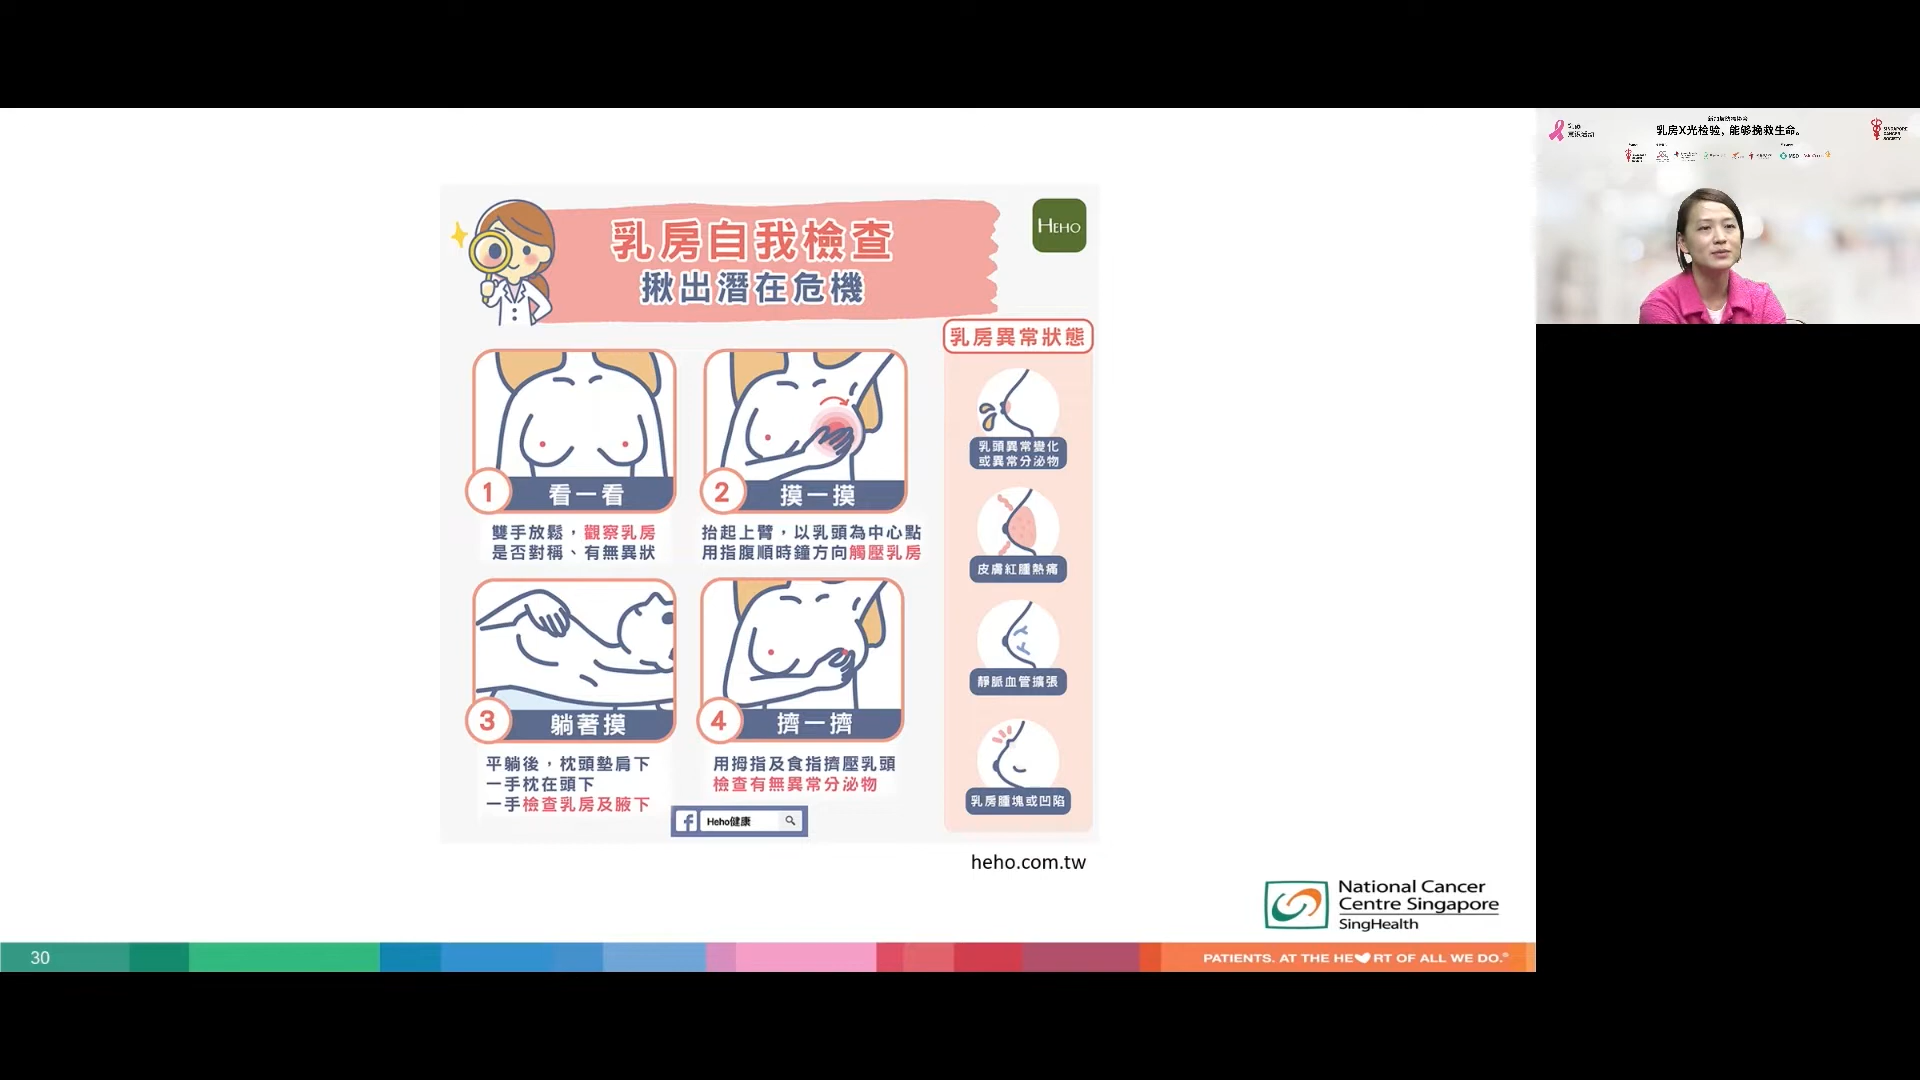 乳房自我檢查
揪出潛在危機
HEHO
乳房異常狀態
1
看一看
雙手放鬆，觀察乳房
是否對稱、有無異狀
2
摸一摸
抬起上臂，以乳頭為中心點
用指腹順時鐘方向觸壓乳房
3
躺著摸
平躺後，枕頭墊肩下
一手枕在頭下
一手檢查乳房及腋下
4
擠一擠
用拇指及食指擠壓乳頭
檢查有無異常分泌物
乳頭異常變化
或異常分泌物
皮膚紅腫熱痛
靜脈血管擴張
乳房腫塊或凹陷
Heho健康
heho.com.tw
National Cancer
Centre Singapore
SingHealth
30
PATIENTS. AT THE HE RT OF ALL WE DO.®
乳房X光检验，能够挽救生命。
SINGAPORE
CANCER
SOCIETY
MSD